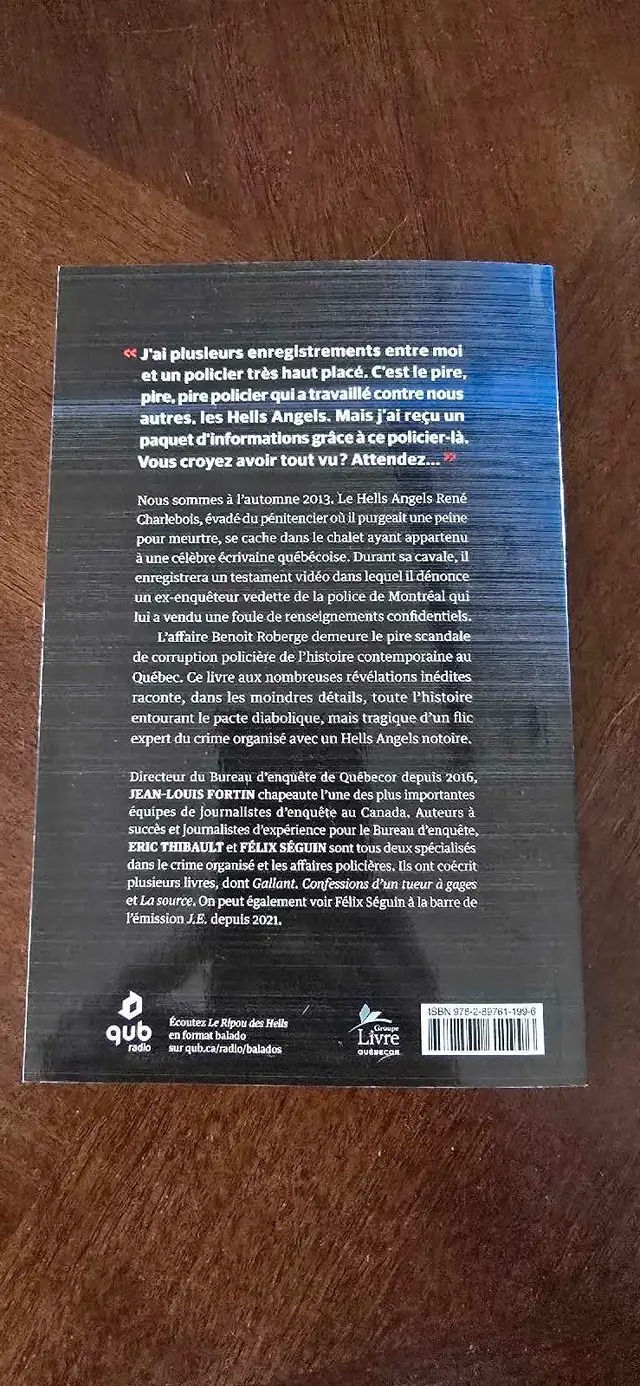 « J'ai plusieurs enregistrements entre moi
et un policier très haut placé. C'est le pire,
pire, pire policier qui a travaillé contre nous
autres, les Hells Angels. Mais j'ai reçu un
paquet d'informations grâce à ce policier-là.
Vous croyez avoir tout vu? Attendez... »
Nous sommes à l'automne 2013. Le Hells Angels René
Charlebois, évadé du pénitencier où il purgeait une peine
pour meurtre, se cache dans le chalet ayant appartenu
à une célèbre écrivaine québécoise. Durant sa cavale, il
enregistrera un testament vidéo dans lequel il dénonce
un ex-enquêteur vedette de la police de Montréal qui
lui a vendu une foule de renseignements confidentiels.
L'affaire Benoît Roberge demeure le pire scandale
de corruption policière de l'histoire contemporaine au
Québec. Ce livre aux nombreuses révélations inédites
raconte, dans les moindres détails, toute l'histoire
entourant le pacte diabolique, mais tragique d'un flic
expert du crime organisé avec un Hells Angels notoire.
Directeur du Bureau d'enquête de Québecor depuis 2016,
JEAN-LOUIS FORTIN chapeaute l'une des plus importantes
équipes de journalistes d'enquête au Canada. Auteurs à
succès et journalistes d'expérience pour le Bureau d'enquête,
ERIC THIBAULT et FÉLIX SÉGUIN sont tous deux spécialisés
dans le crime organisé et les affaires policières. Ils ont coécrit
plusieurs livres, dont Gallant. Confessions d'un tueur à gages
et La source. On peut également voir Félix Séguin à la barre de
l'émission J.E. depuis 2021.
qub
radio
Écoutez Le Ripou des Hells
en format balado
sur qub.ca/radio/balados
Groupe
Livre
QUÉBECOR
ISBN 978-2-89761-199-6